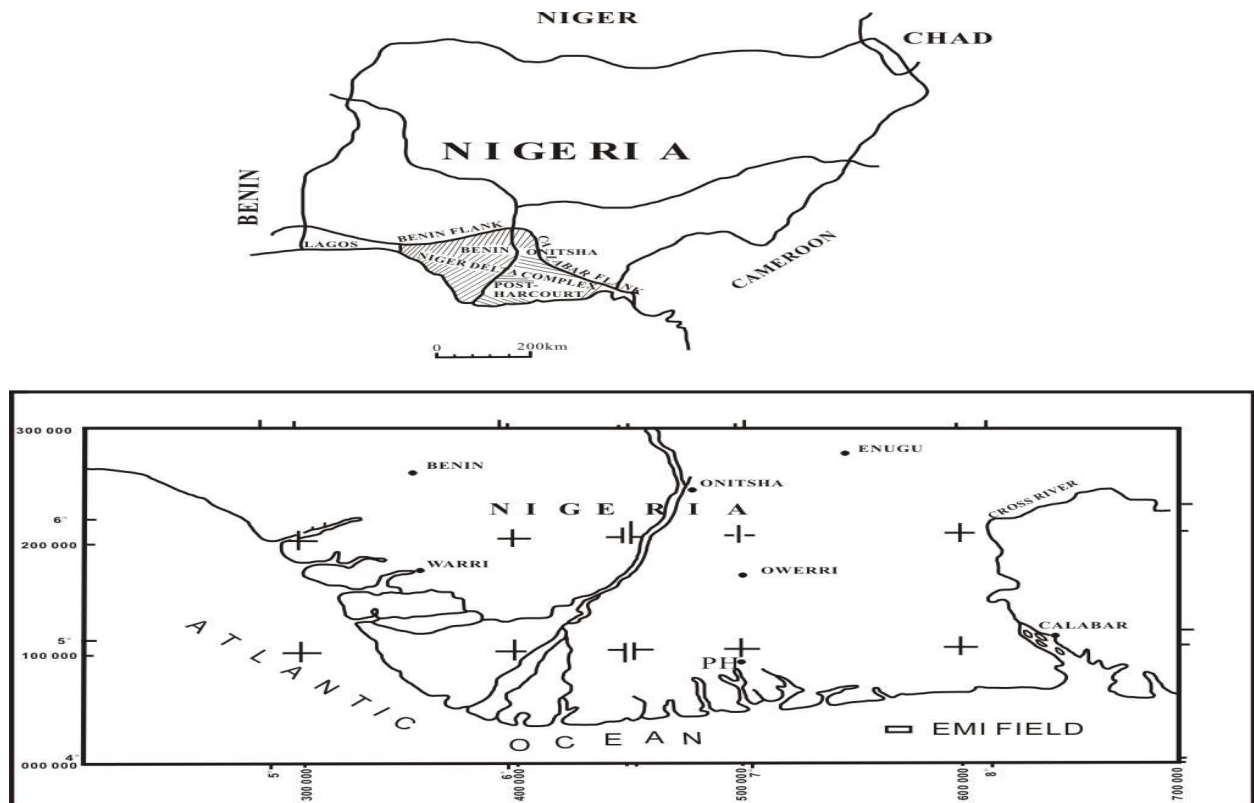 NIGER
CHAD
NIGERIA
BENIN
BENIN FLANK
LAGOS
BENIN
ONITSHA
CALABAR FLANK
NIGER DELTA COMPLEX
POST-
HARCOURT
CAMEROON
0 200km
300 000
BENIN
ENUGU
ONITSHA
NIGERIA
CROSS RIVER
6°
200 000
WARRI
OWERRI
CALABAR
5°
100 000
PH
ATLANTIC
OCEAN
EMI FIELD
4°
000 000
5°
300 000
6°
400 000
500 000
7°
600 000
8°
700 000